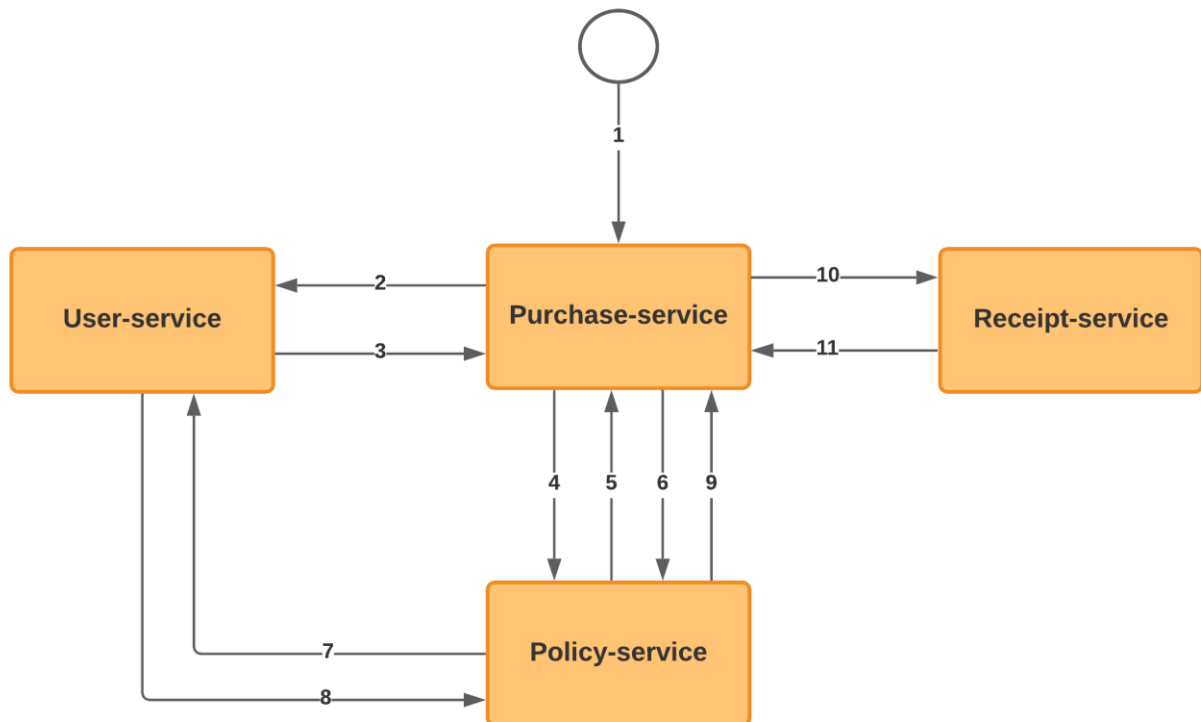 1
2
10
User-service
Purchase-service
Receipt-service
3
11
4
5
6
9
7
Policy-service
8